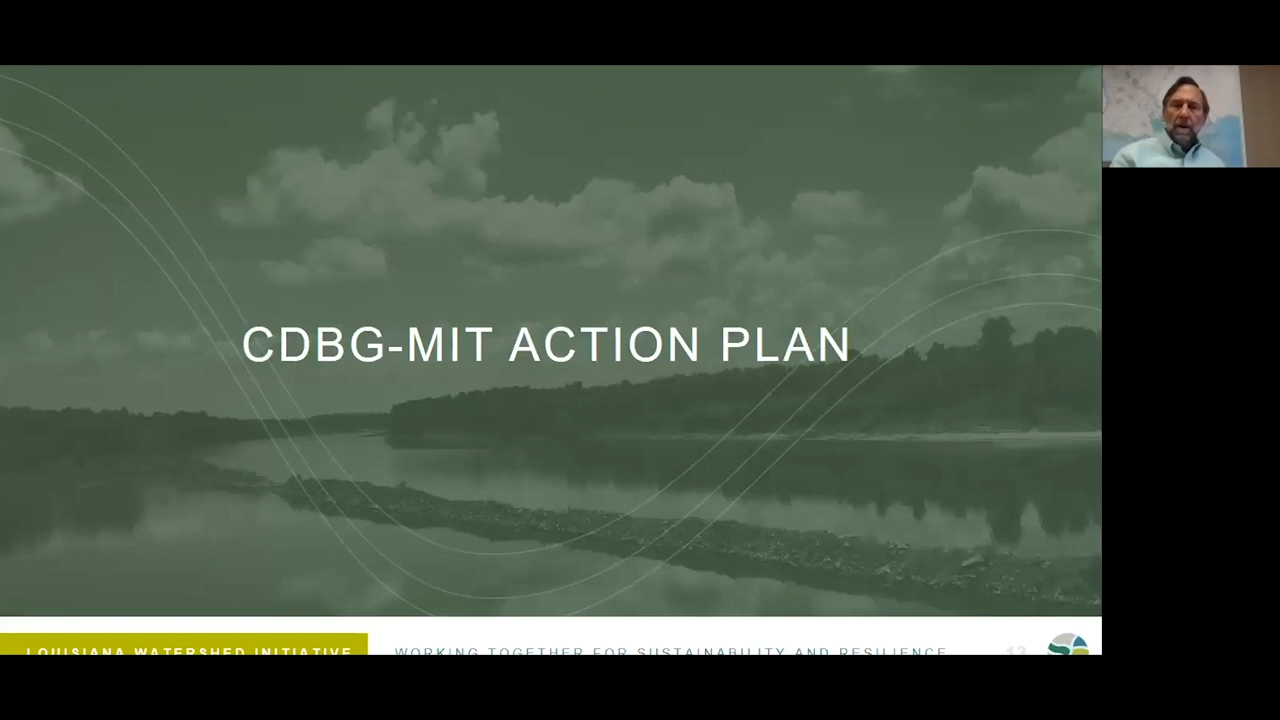 CDBG-MIT ACTION PLAN
LOUISIANA WATERSHED INITIATIVE
WORKING TOGETHER FOR SUSTAINABILITY AND RESILIENCE